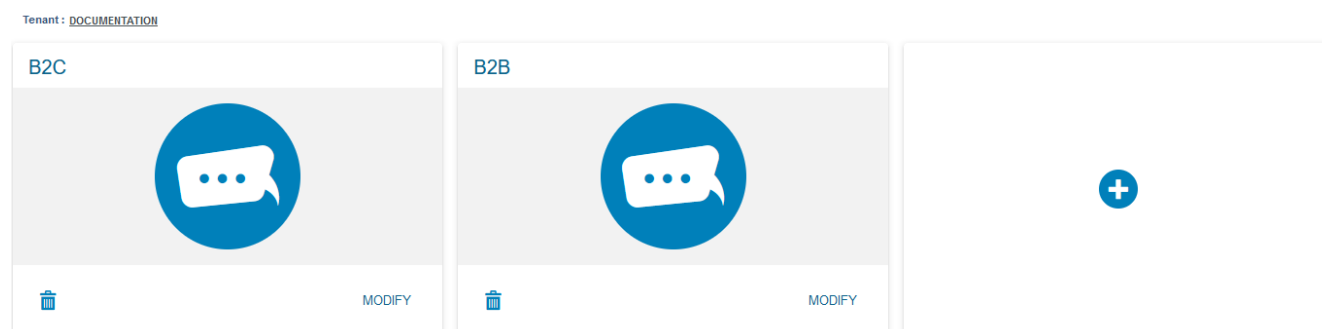 Tenant : DOCUMENTATION
B2C
B2B
MODIFY
MODIFY